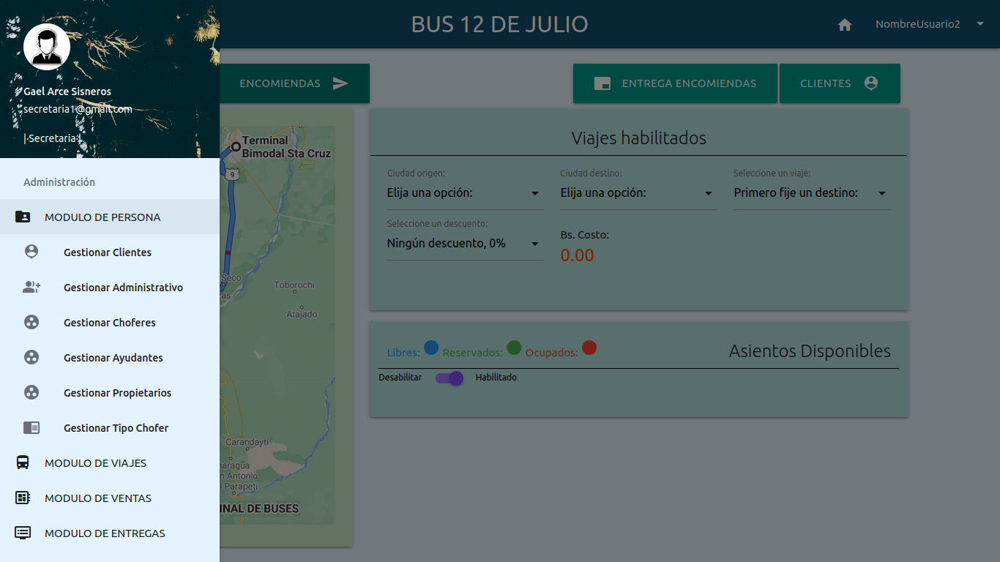 BUS 12 DE JULIO
NombreUsuario2
Gael Arce Sisneros
secretaria1@gmail.com
|·Secretaria·|
Administración
MODULO DE PERSONA
Gestionar Clientes
Gestionar Administrativo
Gestionar Choferes
Gestionar Ayudantes
Gestionar Propietarios
Gestionar Tipo Chofer
MODULO DE VIAJES
MODULO DE VENTAS
MODULO DE ENTREGAS
ENCOMIENDAS
ENTREGA ENCOMIENDAS
CLIENTES
Terminal
Bimodal Sta Cruz
9
Seco
Toborochi
Atajado
Carandayti
Antonio
Parapeti
DE BUSES
Viajes habilitados
Ciudad origen:
Ciudad destino:
Seleccione un viaje:
Elija una opción:
Elija una opción:
Primero fije un destino:
Seleccione un descuento:
Ningún descuento, 0%
Bs. Costo:
0.00
Libres:
Reservados:
Ocupados:
Asientos Disponibles
Desabilitar
Habilitado